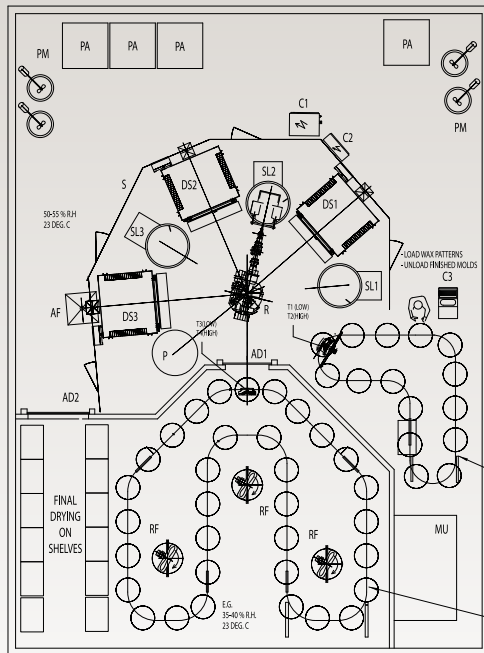 PM
PA
PA
PA
PA
PM
C1
C2
S
DS2
SL2
DS1
50-55 % R.H
23 DEG. C
SL3
- LOAD WAX PATTERNS
- UNLOAD FINISHED MOLDS
C3
SL1
AF
DS3
R
T1 (LOW)
T2(HIGH)
T3(LOW)
P
AD1
AD2
FINAL
DRYING
ON
SHELVES
RF
RF
RF
MU
E.G.
35-40 % R.H.
23 DEG. C